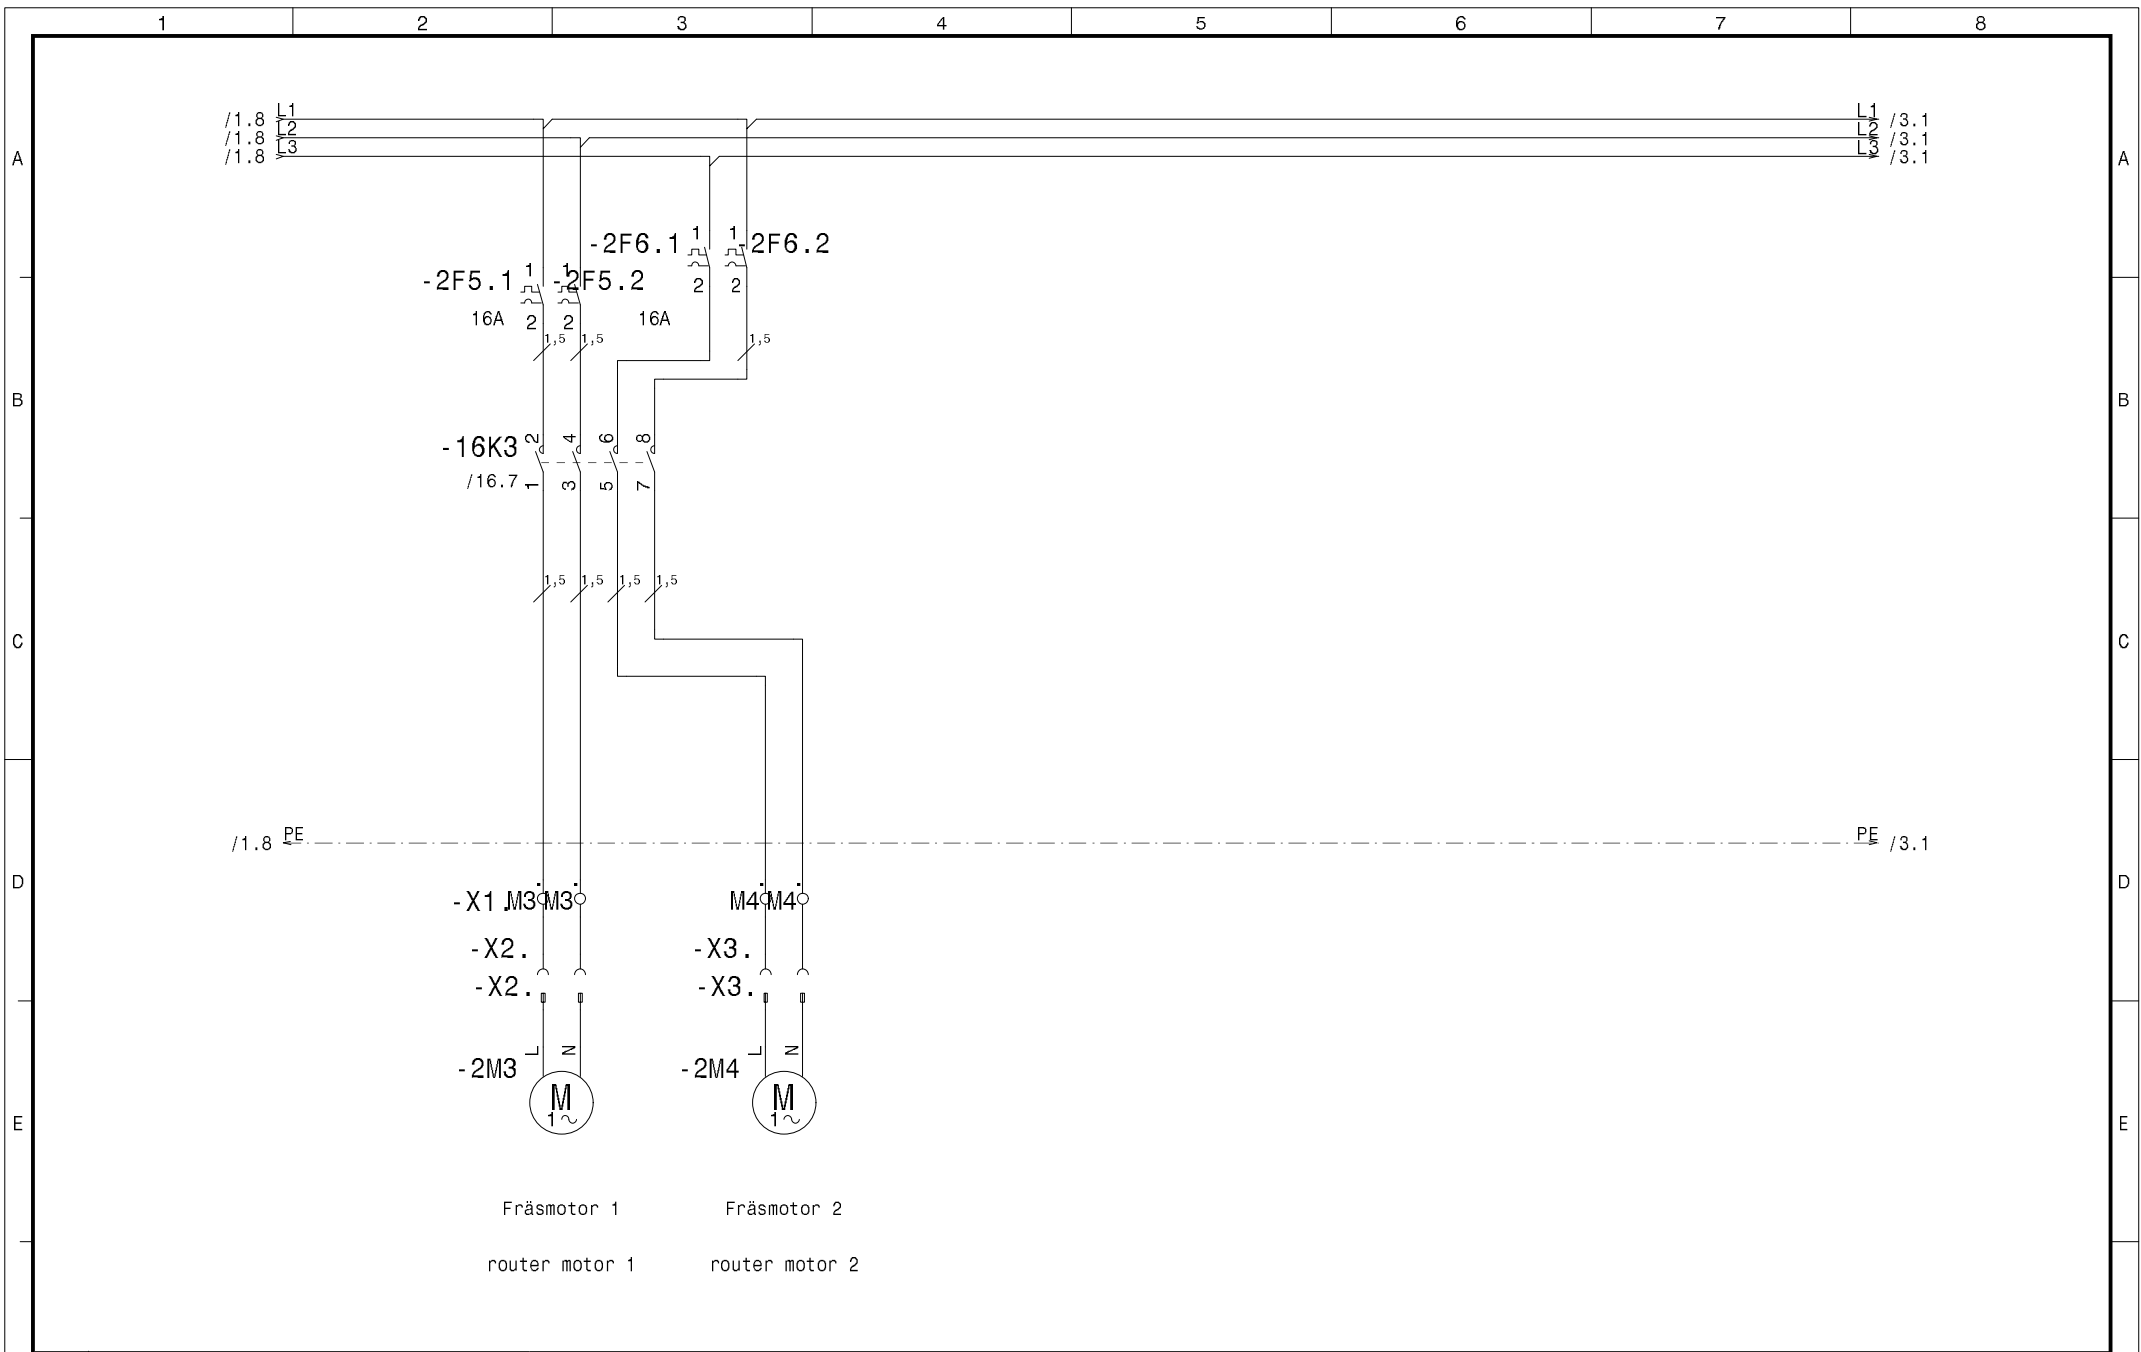 1 2 3 4 5 6 7 8
L1 L1
/1.8 /3.1
L2 L2
/1.8 /3.1
L3 L3
/1.8 /3.1
A A
-2F6.1 1 1 -2F6.2
2 2
-2F5.1 1 1 -2F5.2
16A 2 2 16A
1,5 1,5 1,5
B B
-16K3 2 4 6 8
/16.7 1 3 5 7
1,5 1,5 1,5 1,5
C C
PE PE
/1.8 /3.1
D D
-X1. M3 M3 M4 M4
-X2. -X3.
-X2. -X3.
L N L N
-2M3 -2M4
M M
1~ 1~
E E
Fräsmotor 1 Fräsmotor 2
router motor 1 router motor 2